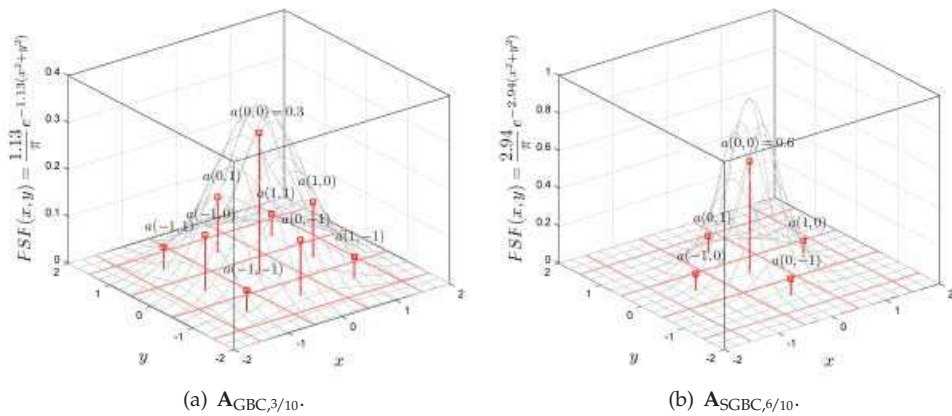 PSF(x, y) = 1.13/π e^{-1.13(x²+y²)}
0.4
0.3
0.2
0.1
0
2
1
0
-1
-2
y
-2
-1
0
1
2
x
a(0,0) = 0.3
a(0,1)
a(1,0)
a(1,1)
a(-1,0)
a(-1,1)
a(0,-1)
a(1,-1)
a(-1,-1)
(a) A_{GBC,3/10}.
PSF(x, y) = 2.94/π e^{-2.94(x²+y²)}
1
0.8
0.6
0.4
0.2
0
2
1
0
-1
-2
y
-2
-1
0
1
2
x
a(0,0) = 0.6
a(0,1)
a(1,0)
a(-1,0)
a(0,-1)
(b) A_{SGBC,6/10}.